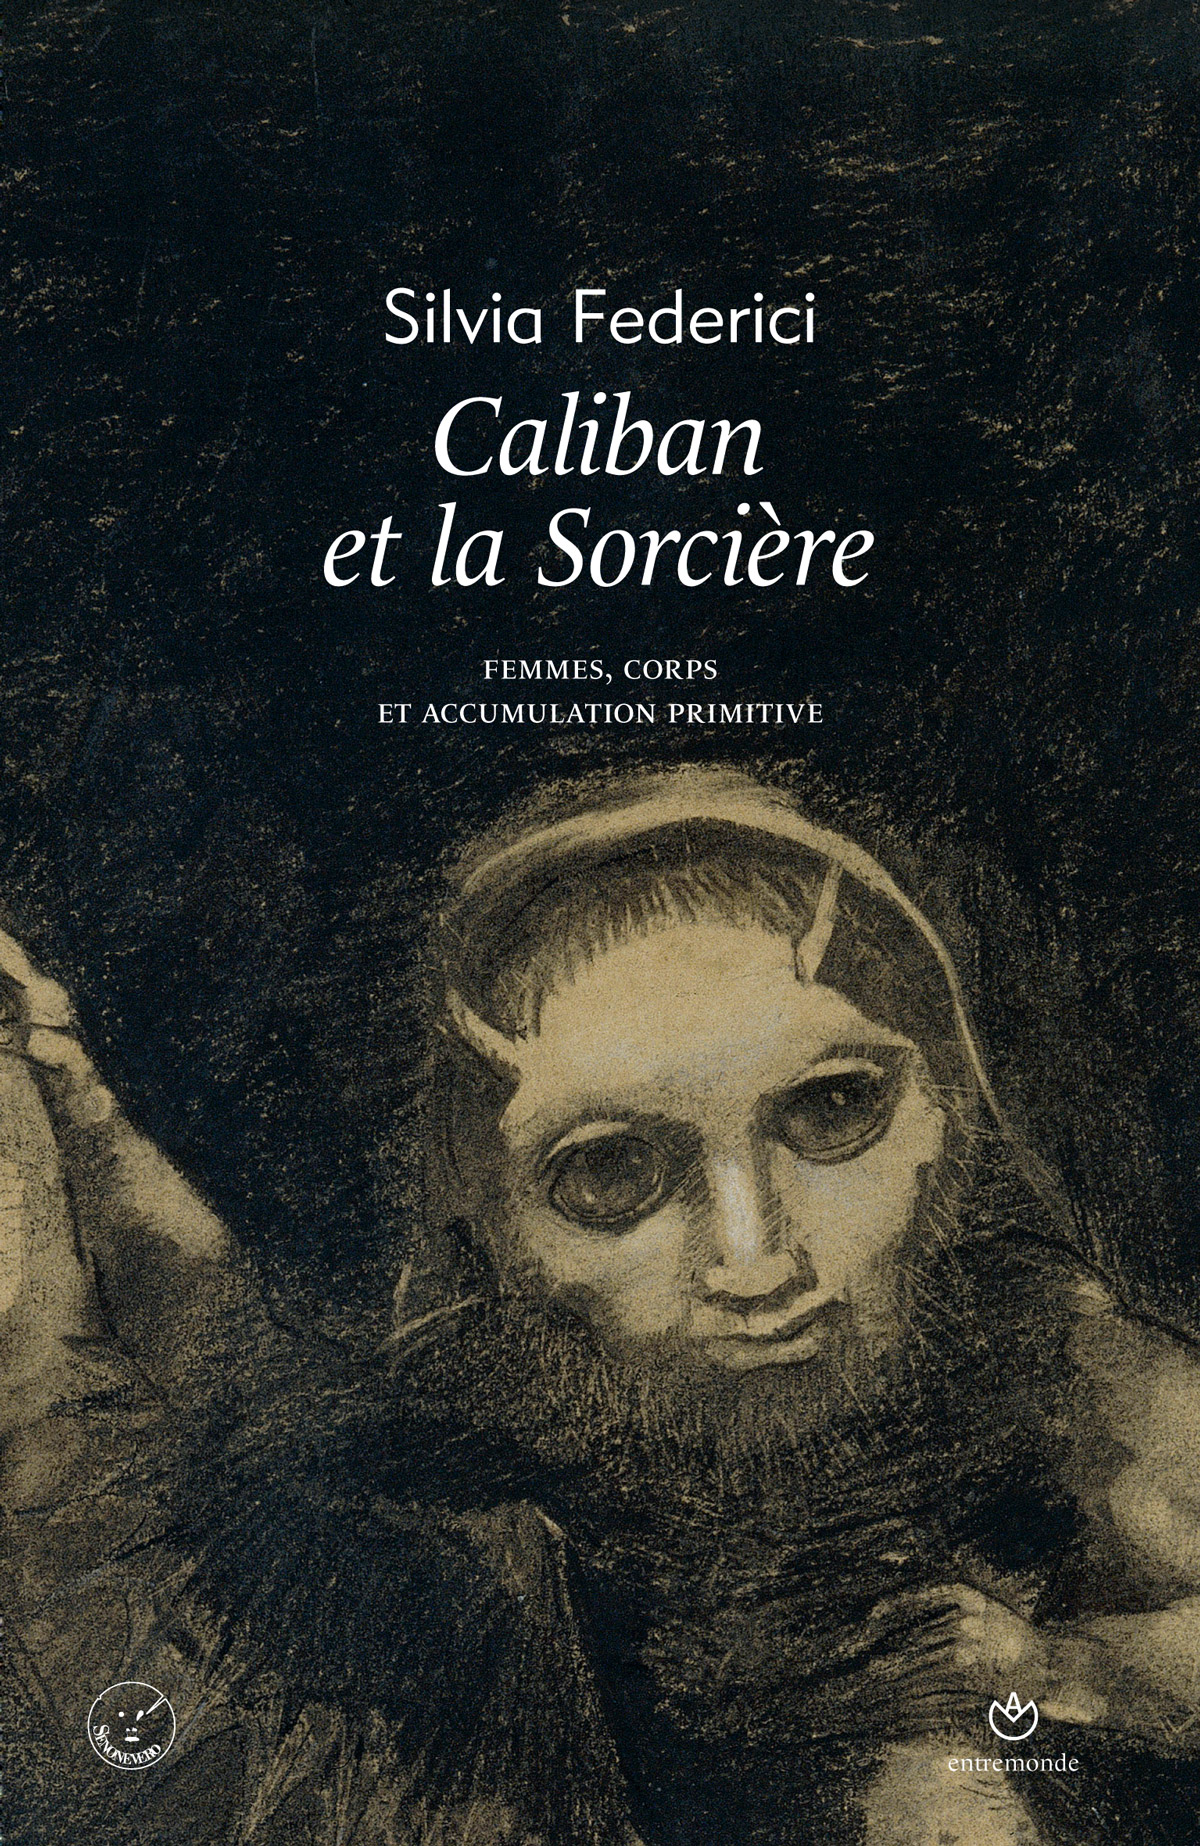 Silvia Federici
Caliban
et la Sorcière
FEMMES, CORPS
ET ACCUMULATION PRIMITIVE
SENONEVERO
entremonde